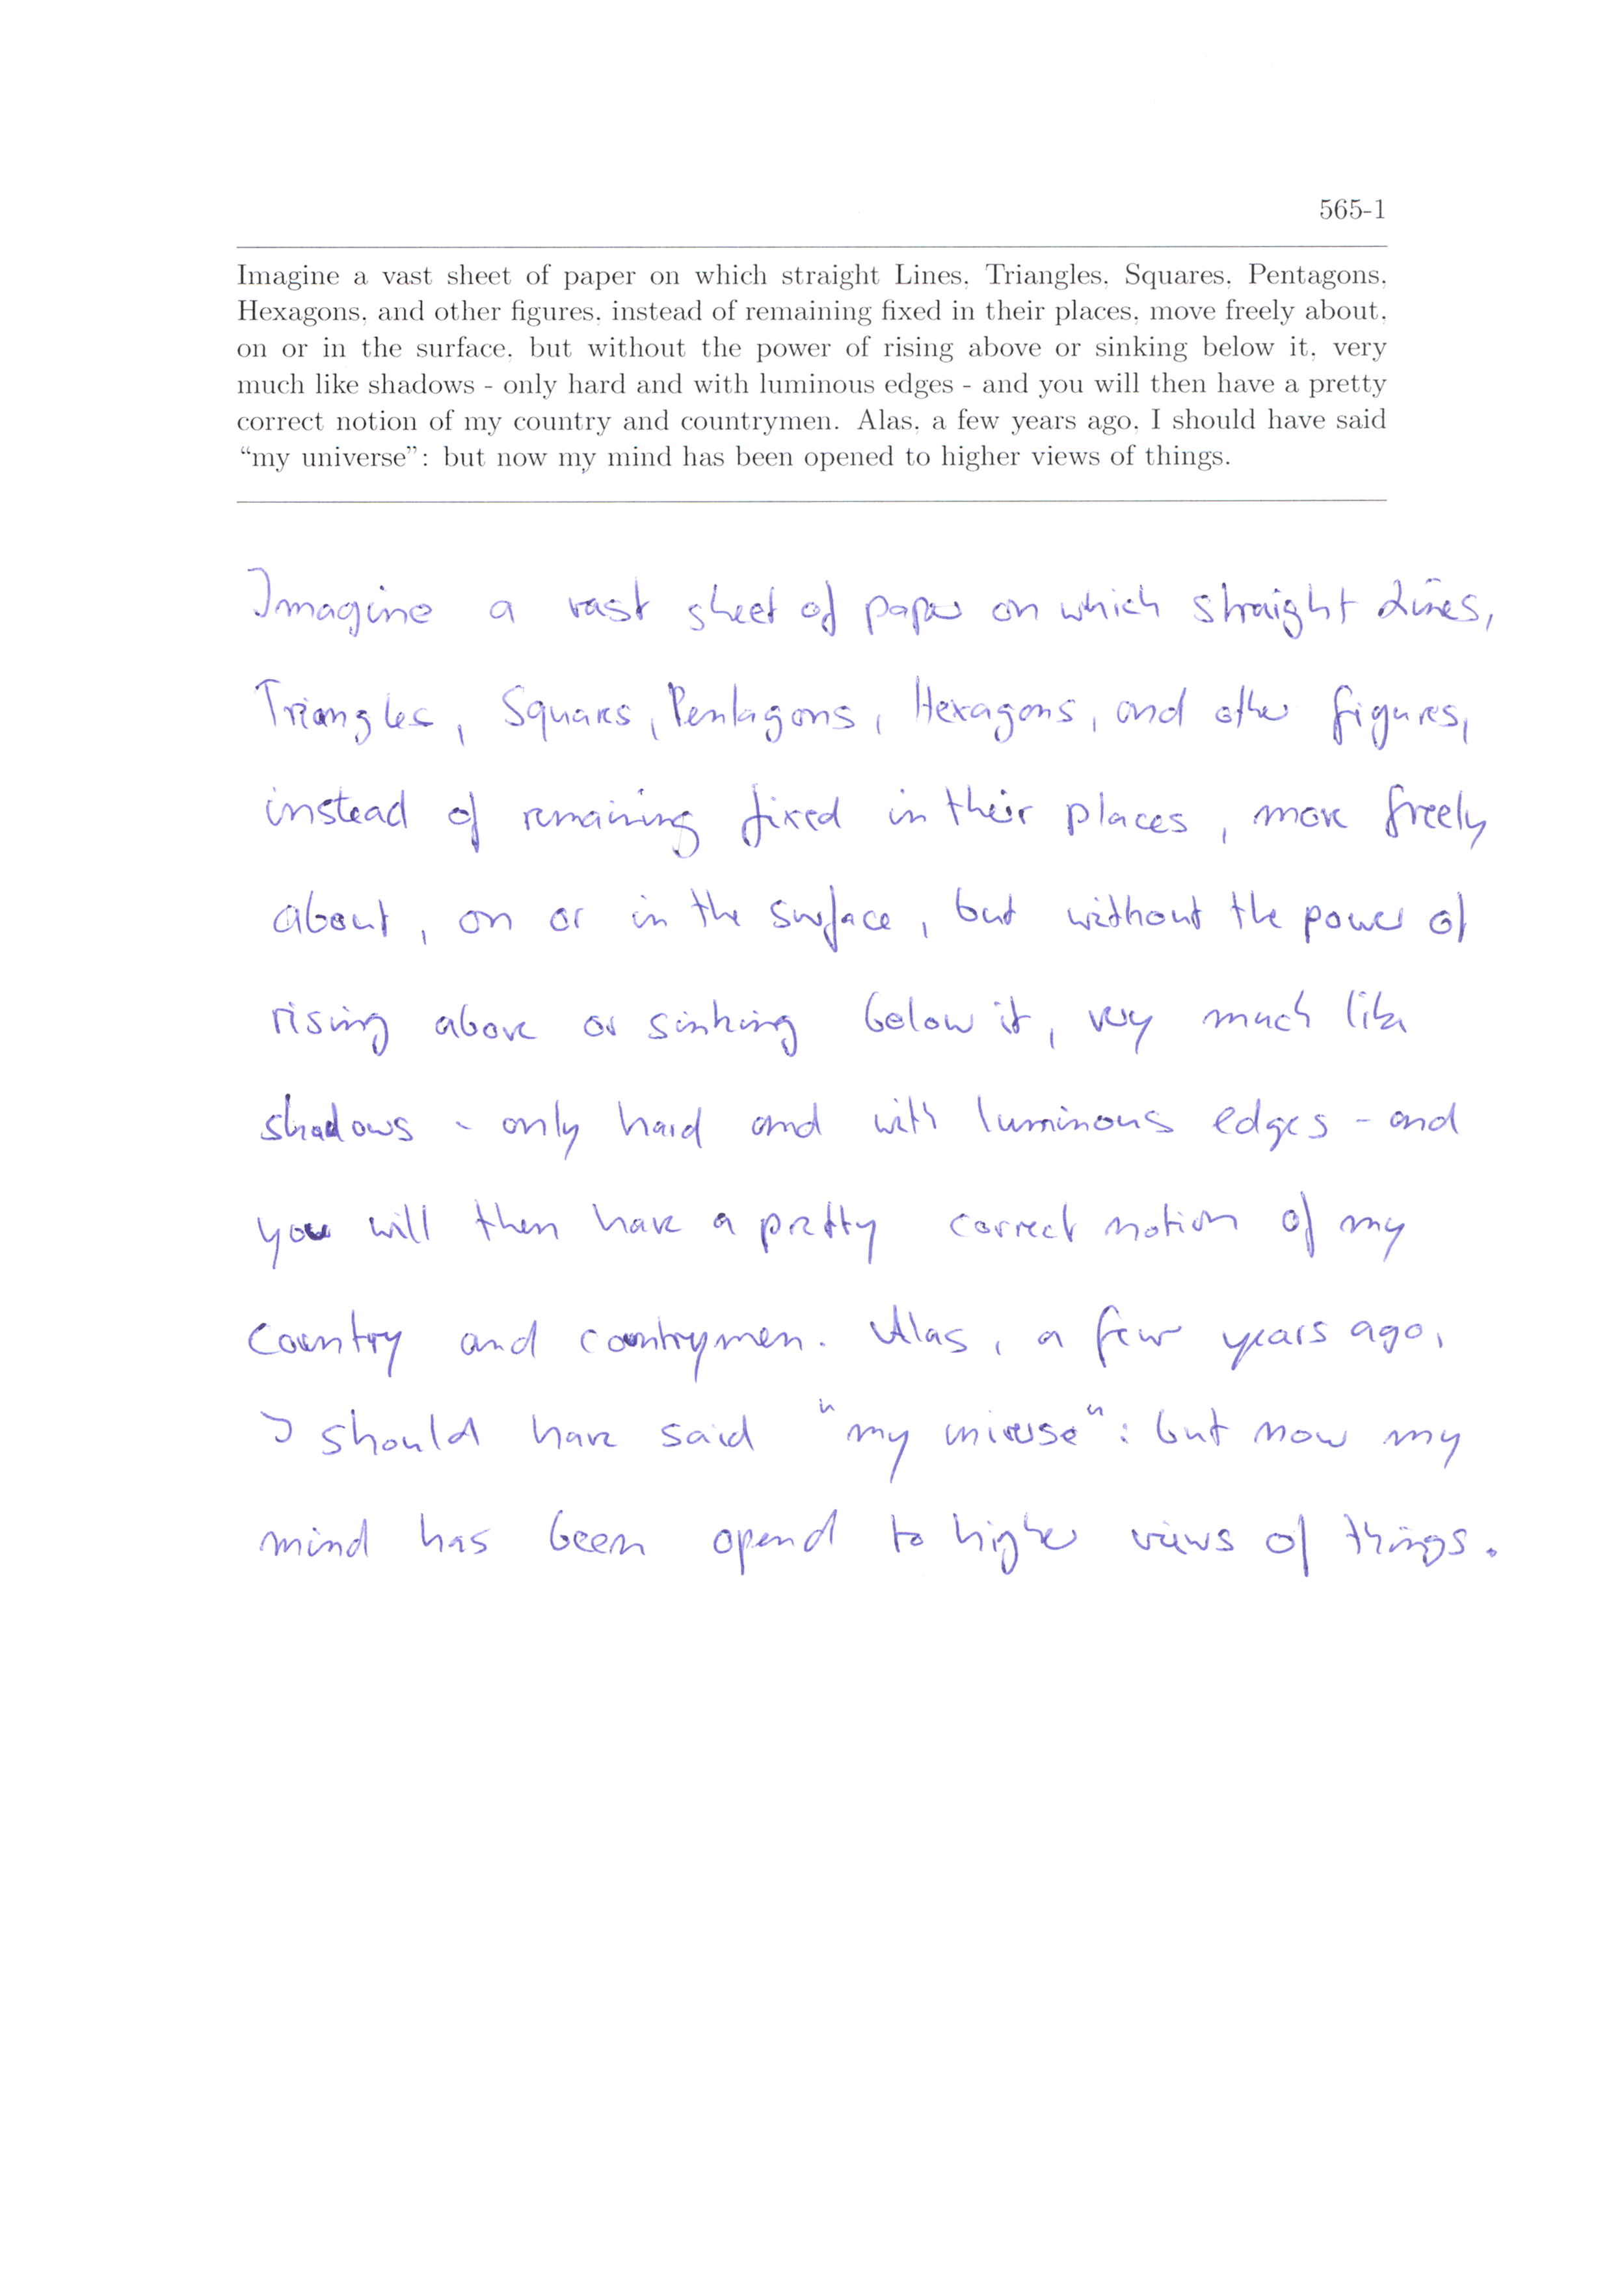 565-1
Imagine a vast sheet of paper on which straight Lines, Triangles, Squares, Pentagons,
Hexagons, and other figures, instead of remaining fixed in their places, move freely about,
on or in the surface, but without the power of rising above or sinking below it, very
much like shadows - only hard and with luminous edges - and you will then have a pretty
correct notion of my country and countrymen. Alas, a few years ago, I should have said
“my universe”: but now my mind has been opened to higher views of things.
Imagine a vast sheet of paper on which straight Lines,
Triangles, Squares, Pentagons, Hexagons, and other figures,
instead of remaining fixed in their places, move freely
about, on or in the surface, but without the power of
rising above or sinking below it, very much like
shadows - only hard and with luminous edges - and
you will then have a pretty correct notion of my
country and countrymen. Alas, a few years ago,
I should have said "my universe": but now my
mind has been opend to higher views of things.